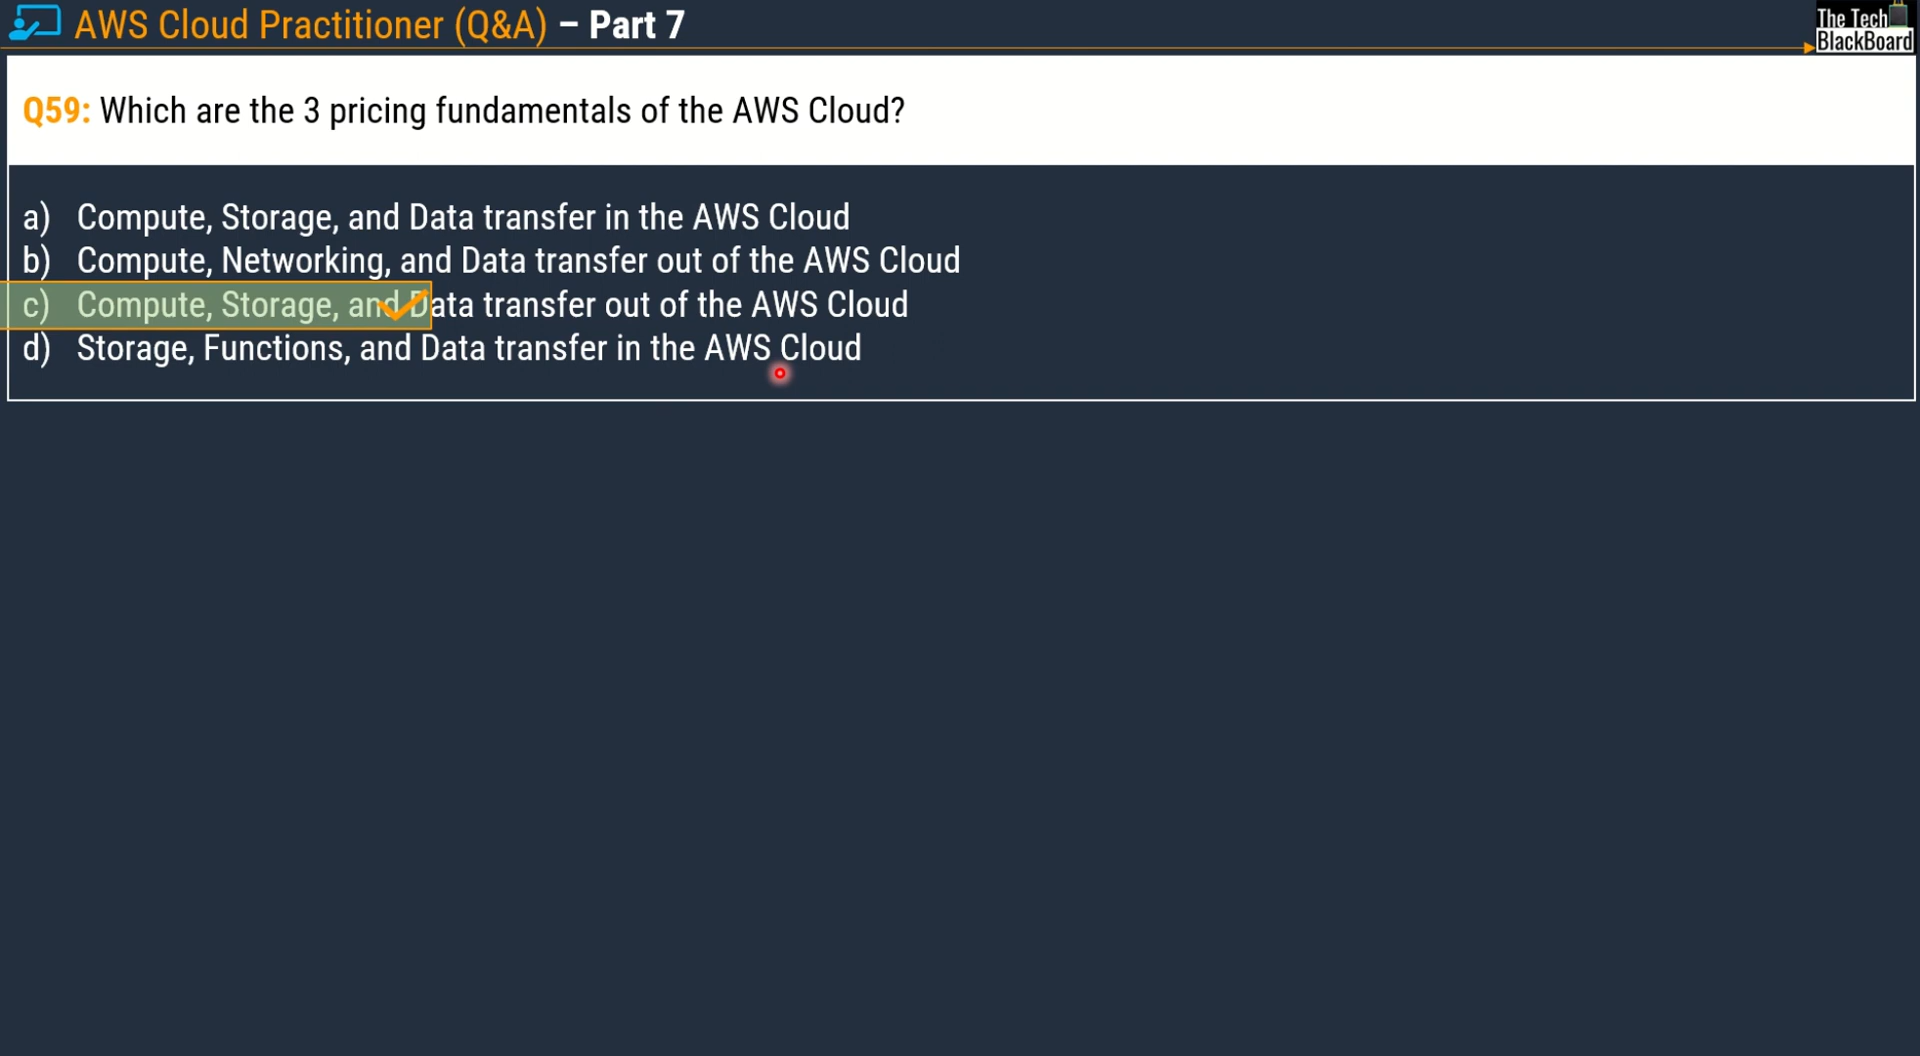 AWS Cloud Practitioner (Q&A) – Part 7
The Tech
BlackBoard
Q59: Which are the 3 pricing fundamentals of the AWS Cloud?
a) Compute, Storage, and Data transfer in the AWS Cloud
b) Compute, Networking, and Data transfer out of the AWS Cloud
c) Compute, Storage, and Data transfer out of the AWS Cloud
d) Storage, Functions, and Data transfer in the AWS Cloud